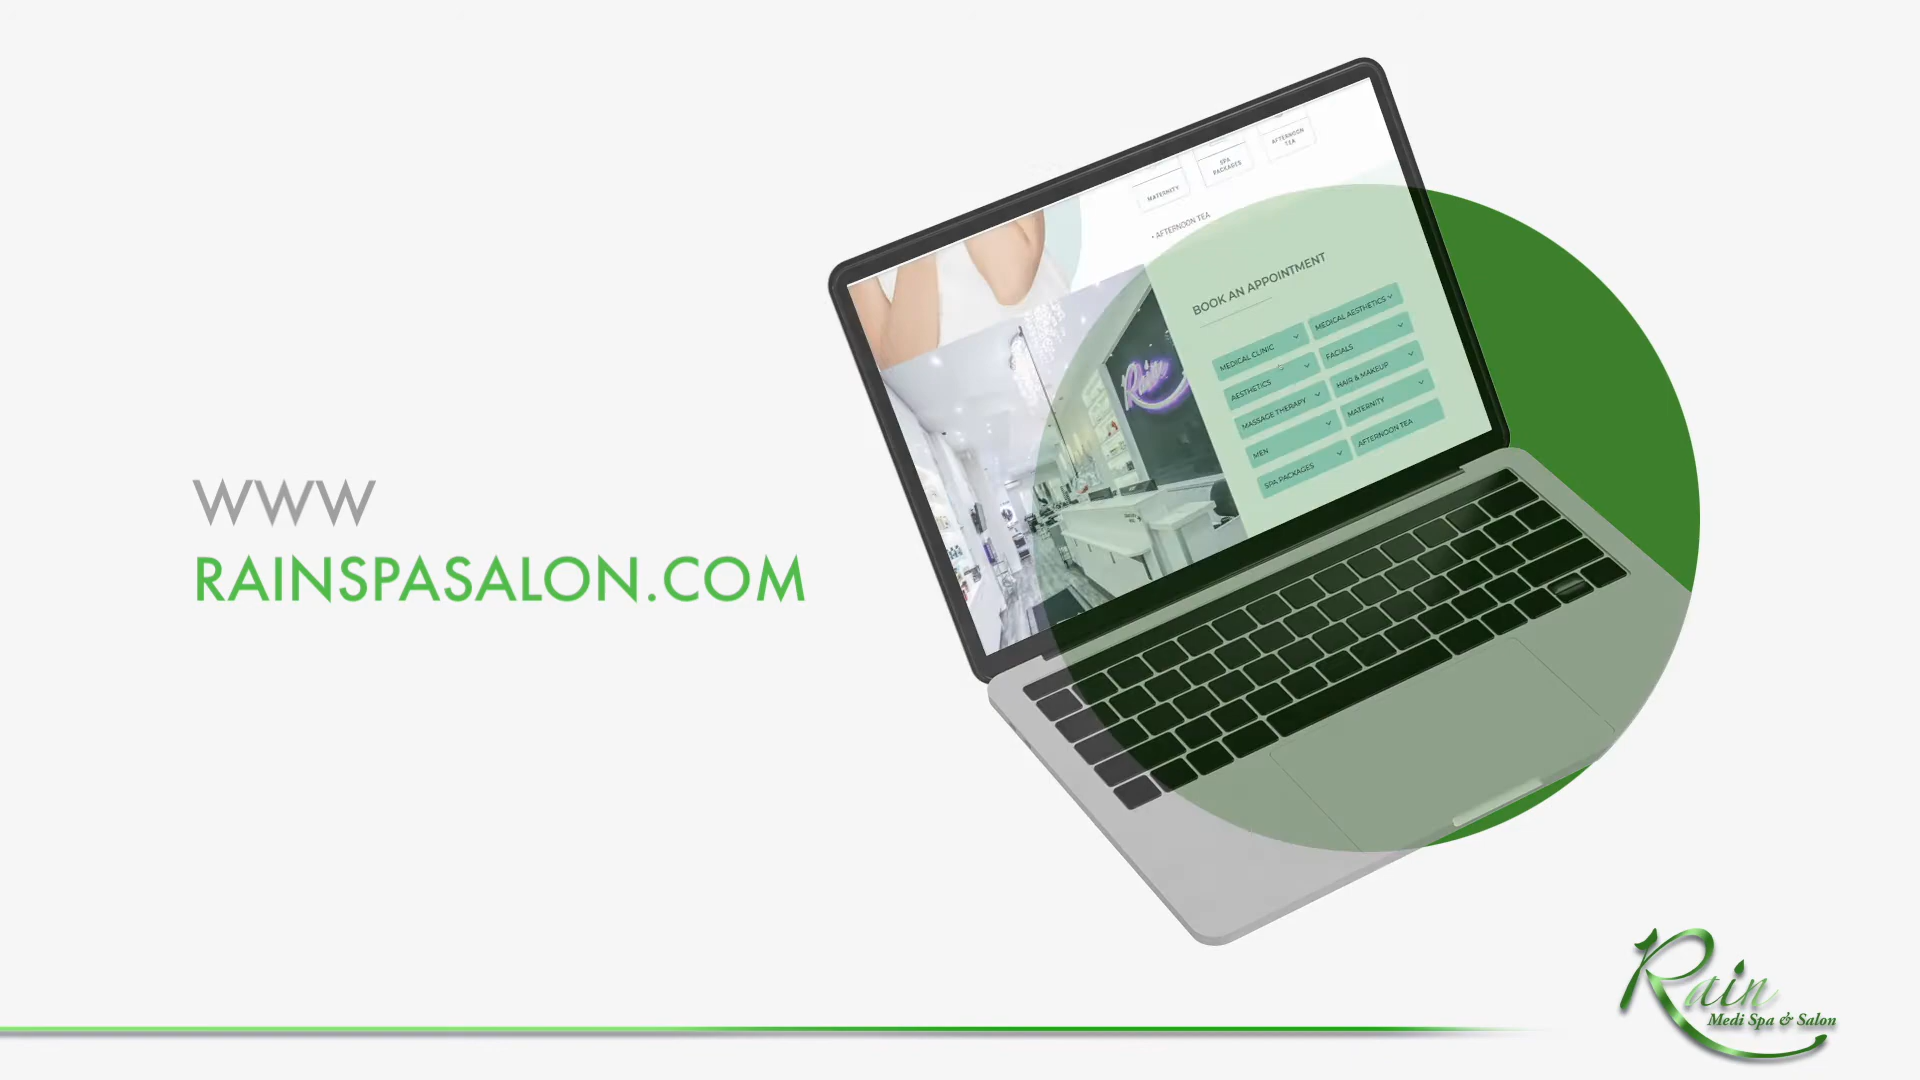 WWW
RAINSPASALON.COM
AFTERNOON
TEA
SPA
PACKAGES
MATERNITY
• AFTERNOON TEA
BOOK AN APPOINTMENT
MEDICAL CLINIC
MEDICAL AESTHETICS
AESTHETICS
FACIALS
MASSAGE THERAPY
HAIR & MAKEUP
MEN
MATERNITY
SPA PACKAGES
AFTERNOON TEA
Rain
Rain
Medi Spa & Salon